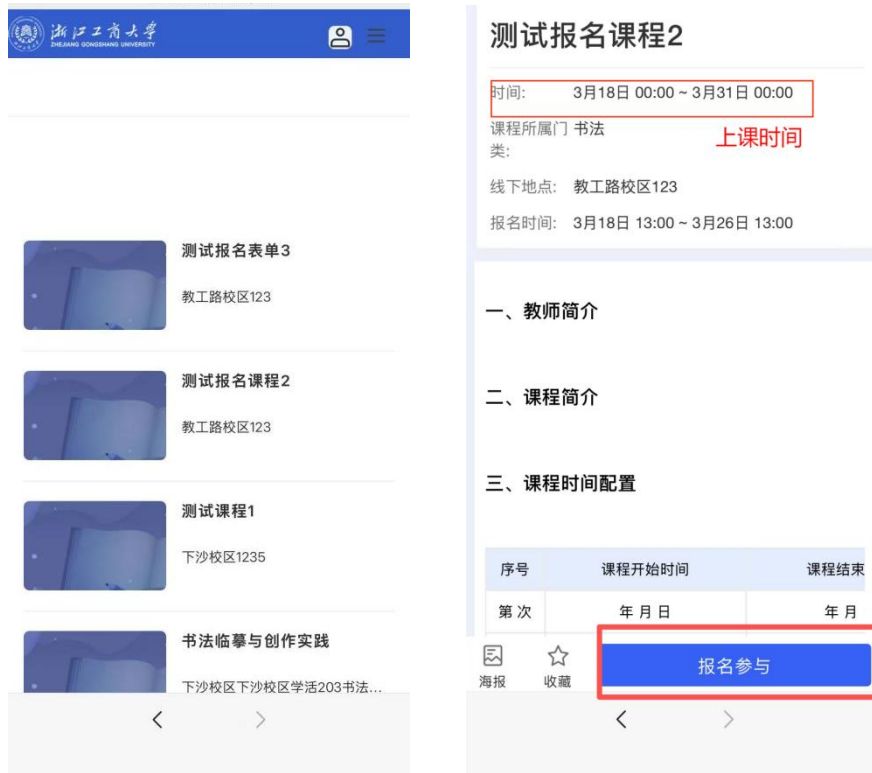 浙江工商大学
ZHEJIANG GONGSHANG UNIVERSITY
测试报名表单3
教工路校区123
测试报名课程2
教工路校区123
测试课程1
下沙校区1235
书法临摹与创作实践
下沙校区下沙校区学活203书法...
测试报名课程2
时间: 3月18日 00:00 ~ 3月31日 00:00
课程所属门类: 书法
上课时间
线下地点: 教工路校区123
报名时间: 3月18日 13:00 ~ 3月26日 13:00
一、教师简介
二、课程简介
三、课程时间配置
序号 课程开始时间 课程结束
第 次 年 月 日 年 月
海报 收藏 报名参与